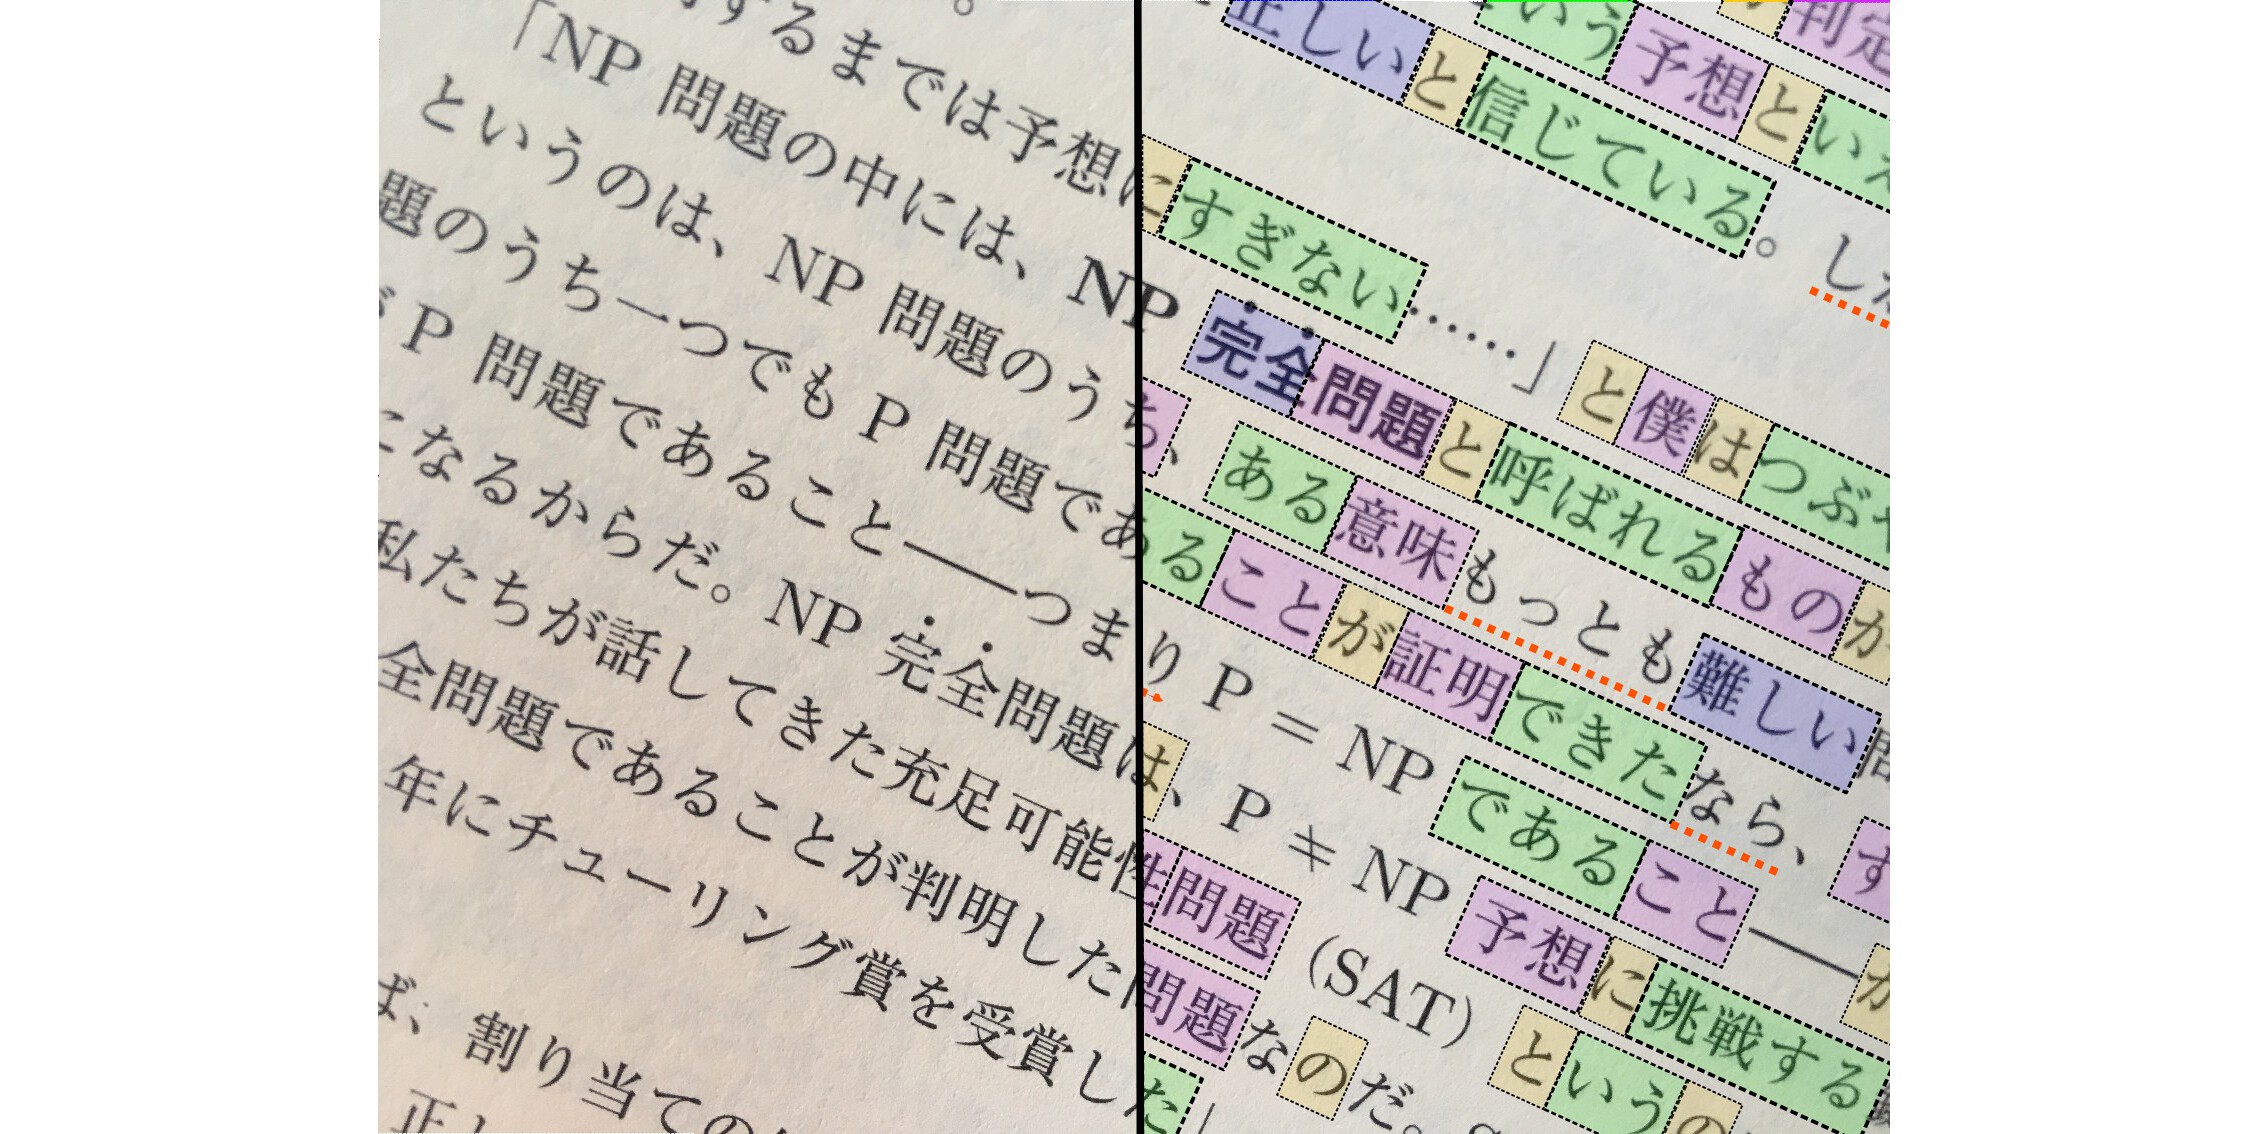 判定
いう予想とい
正しいと信じている。し
するまでは予想にすぎない……」と僕はつぶ
「NP 問題の中には、NP 完全問題と呼ばれるものが
というのは、NP 問題のうち、ある意味もっとも難しい問
題のうち一つでも P 問題であることが証明できたなら、す
が P 問題であること――つまり P = NP であること――が
になるからだ。NP 完全問題は、P ≠ NP 予想に挑戦する
私たちが話してきた充足可能性問題（SAT）というの
全問題であることが判明した問題なのだ。
年にチューリング賞を受賞した」
ば、割り当ての
正し